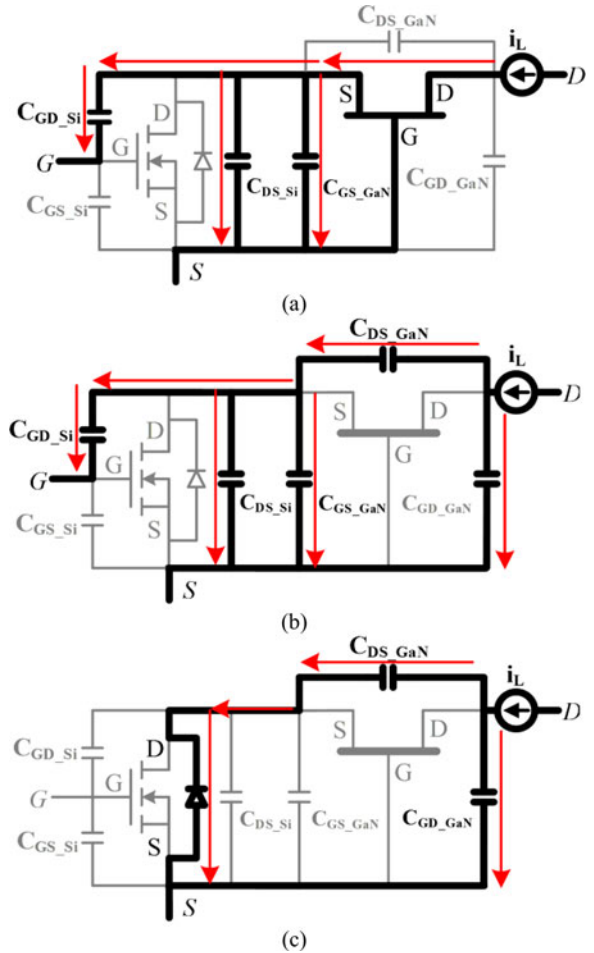 C_DS_GaN
i_L
D
S
D
G
C_GD_Si
G
G
D
S
C_GS_Si
C_DS_Si
C_GS_GaN
C_GD_GaN
S
(a)
C_DS_GaN
i_L
D
S
D
G
C_GD_Si
G
G
D
S
C_GS_Si
C_DS_Si
C_GS_GaN
C_GD_GaN
S
(b)
C_DS_GaN
i_L
D
S
D
G
C_GD_Si
G
G
D
S
C_GS_Si
C_DS_Si
C_GS_GaN
C_GD_GaN
S
(c)